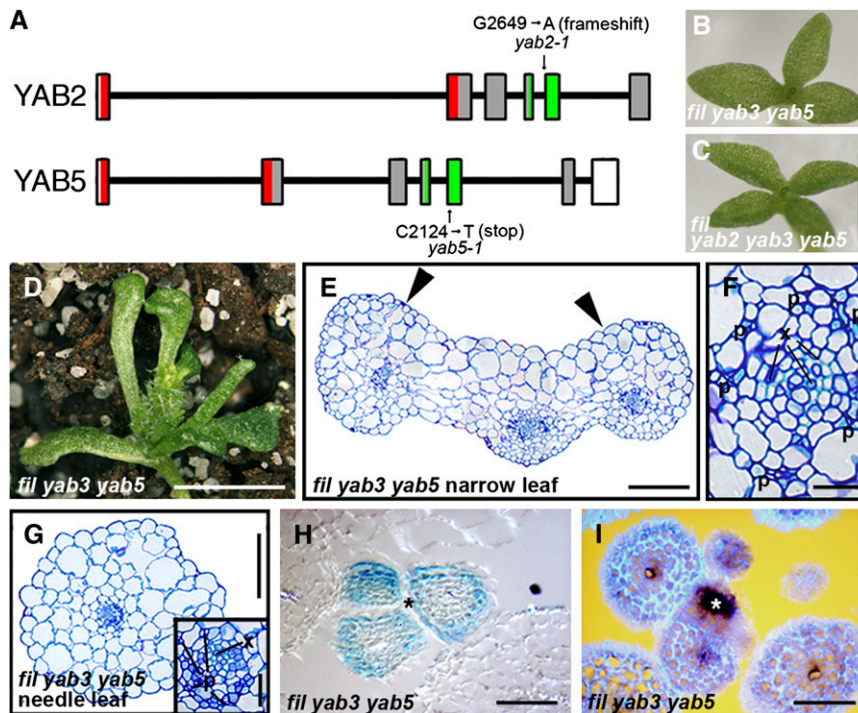 A
G2649→A (frameshift)
yab2-1
YAB2
YAB5
C2124→T (stop)
yab5-1
B
fil yab3 yab5
C
fil
yab2 yab3 yab5
D
fil yab3 yab5
E
fil yab3 yab5 narrow leaf
F
p
p
p
x
p
p
p
G
x
p
fil yab3 yab5
needle leaf
H
*
fil yab3 yab5
I
*
fil yab3 yab5